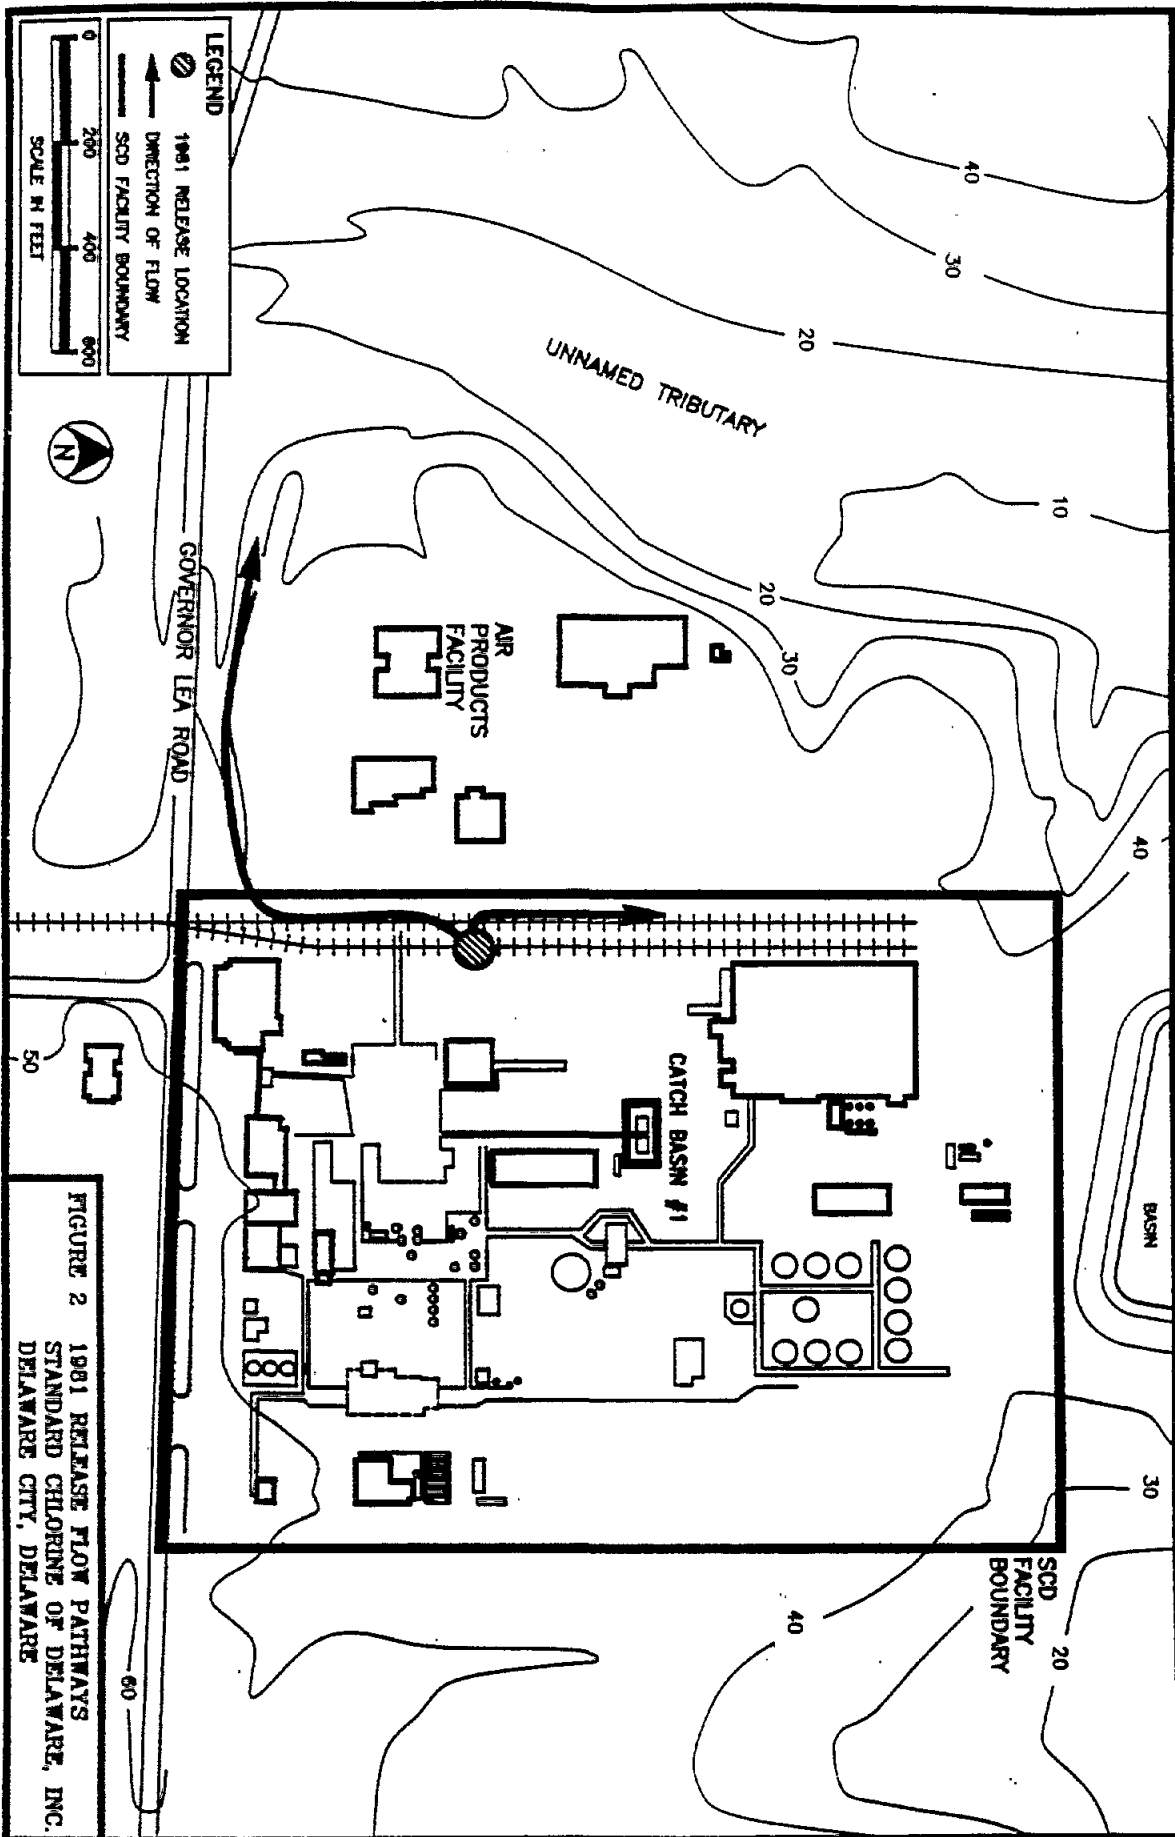 LEGEND
1981 RELEASE LOCATION
DIRECTION OF FLOW
SCD FACILITY BOUNDARY
0 200 400 600
SCALE IN FEET
N
40
30
20
UNNAMED TRIBUTARY
10
20
30
40
GOVERNOR LEA ROAD
AIR
PRODUCTS
FACILITY
CATCH BASIN #1
BASIN
50
30
SCD
FACILITY
BOUNDARY
20
40
60
FIGURE 2 1981 RELEASE FLOW PATHWAYS
STANDARD CHLORINE OF DELAWARE, INC.
DELAWARE CITY, DELAWARE